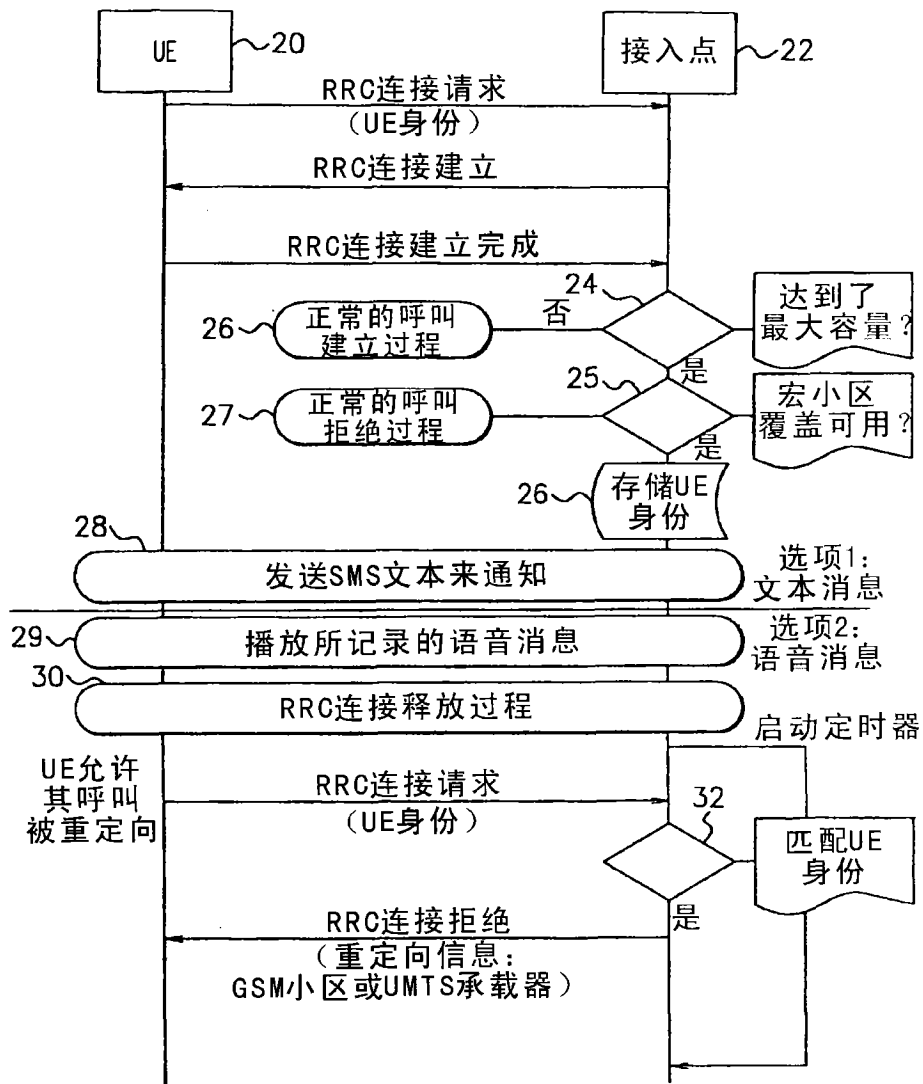 UE
20
接入点
22
RRC连接请求
(UE身份)
RRC连接建立
RRC连接建立完成
24
达到了
最大容量?
否
26
正常的呼叫
建立过程
是
25
宏小区
覆盖可用?
27
正常的呼叫
拒绝过程
是
26
存储UE
身份
28
发送SMS文本来通知
选项1:
文本消息
29
播放所记录的语音消息
选项2:
语音消息
30
RRC连接释放过程
启动定时器
UE允许
其呼叫
被重定向
RRC连接请求
(UE身份)
32
匹配UE
身份
是
RRC连接拒绝
(重定向信息:
GSM小区或UMTS承载器)